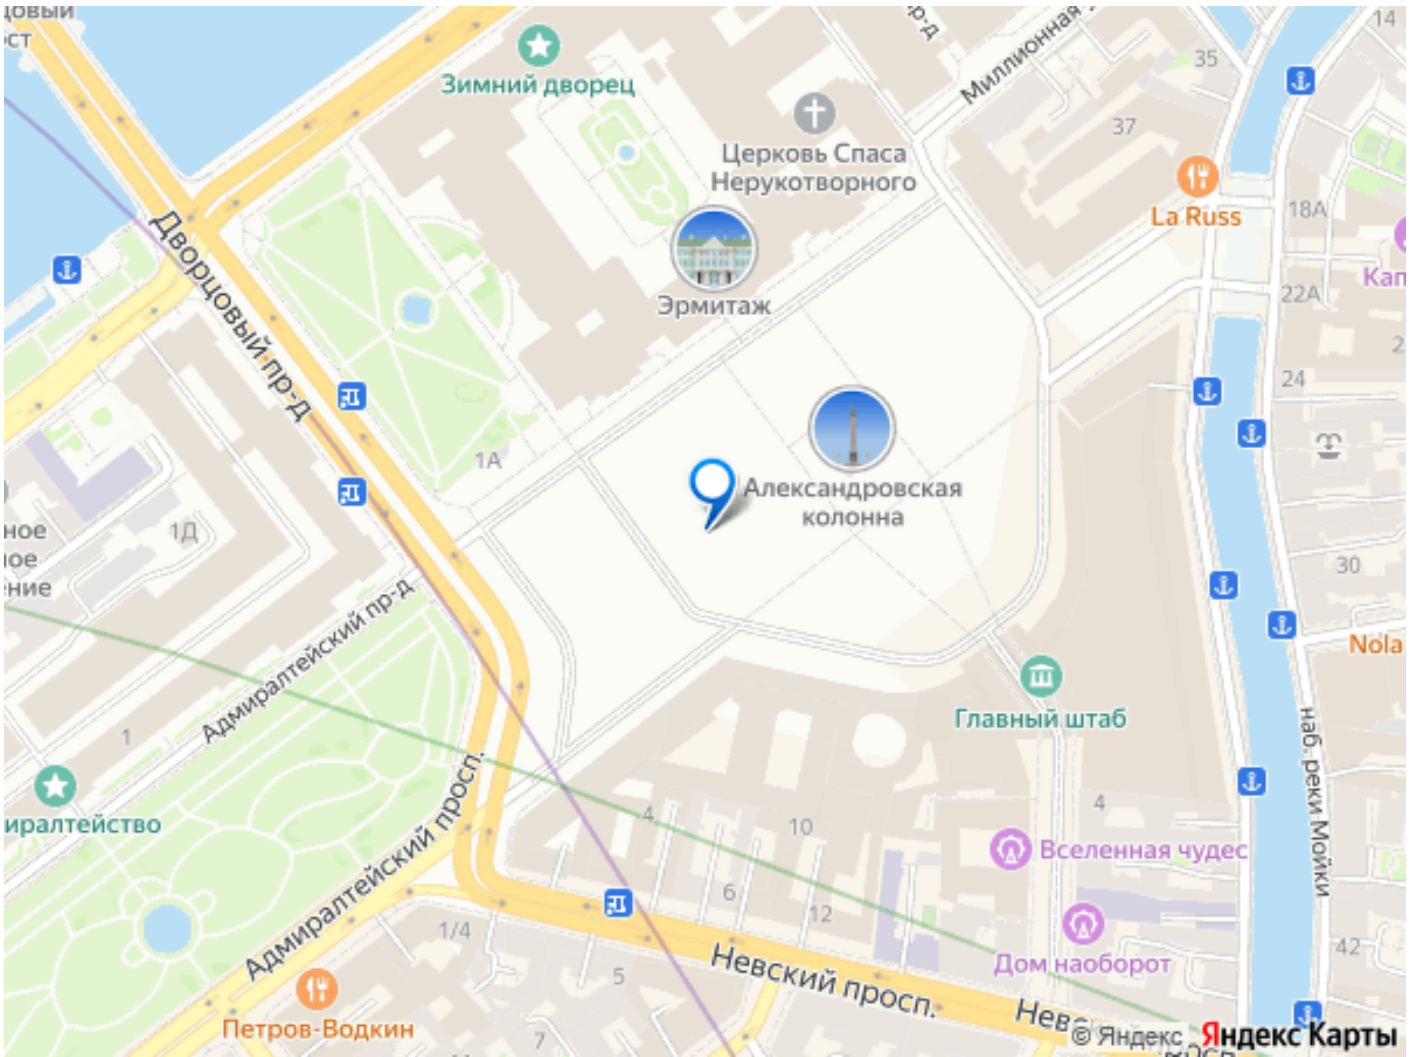 Зимний дворец
Миллионная
пр-д
14
35
37
Церковь Спаса
Нерукотворного
La Russ
18А
22А
24
Дворцовый пр-д
Эрмитаж
1А
1Д
Александровская
колонна
30
Nola
Адмиралтейский пр-д
1
Главный штаб
наб. реки Мойки
4
10
4
Вселенная чудес
6
12
Адмиралтейский просп.
1/4
5
7
Невский просп.
Дом наоборот
42
Петров-Водкин
© Яндекс Яндекс Карты